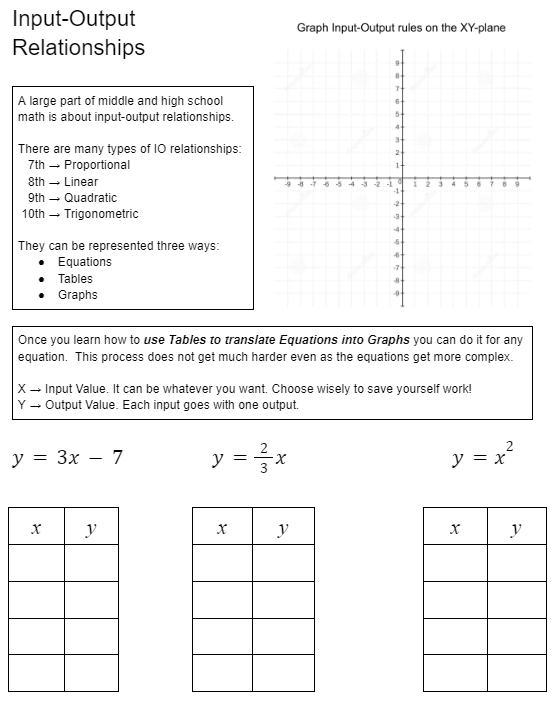 Input-Output
Relationships
Graph Input-Output rules on the XY-plane
9
8
7
6
5
4
3
2
1
-9 -8 -7 -6 -5 -4 -3 -2 -1 0 1 2 3 4 5 6 7 8 9
-1
-2
-3
-4
-5
-6
-7
-8
-9
A large part of middle and high school
math is about input-output relationships.
There are many types of IO relationships:
7th → Proportional
8th → Linear
9th → Quadratic
10th → Trigonometric
They can be represented three ways:
● Equations
● Tables
● Graphs
Once you learn how to use Tables to translate Equations into Graphs you can do it for any
equation. This process does not get much harder even as the equations get more complex.
X → Input Value. It can be whatever you want. Choose wisely to save yourself work!
Y → Output Value. Each input goes with one output.
y = 3x − 7 y = 2/3 x y = x²
x y x y x y